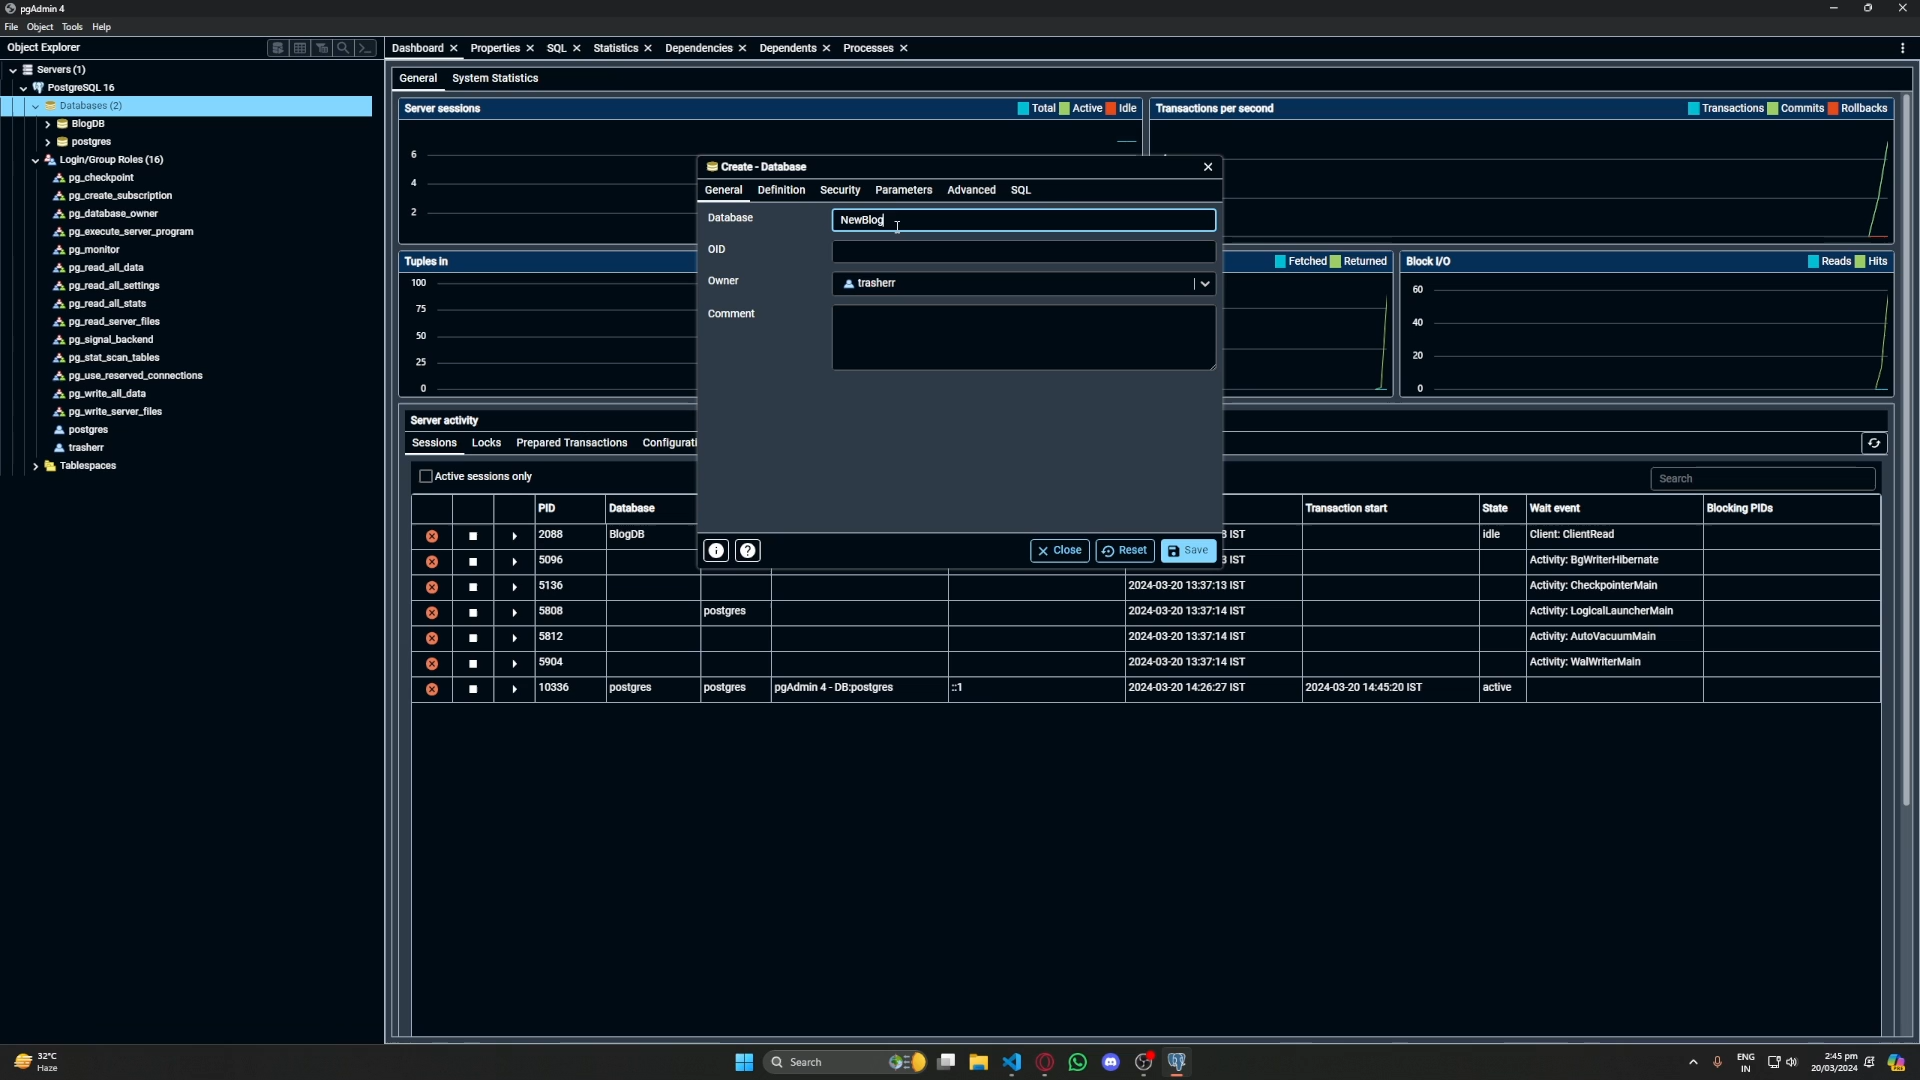 pgAdmin 4
File Object Tools Help
Object Explorer
Dashboard Properties SQL Statistics Dependencies Dependents Processes
Servers (1)
PostgreSQL 16
Databases (2)
BlogDB
postgres
Login/Group Roles (16)
pg_checkpoint
pg_create_subscription
pg_database_owner
pg_execute_server_program
pg_monitor
pg_read_all_data
pg_read_all_settings
pg_read_all_stats
pg_read_server_files
pg_signal_backend
pg_stat_scan_tables
pg_use_reserved_connections
pg_write_all_data
pg_write_server_files
postgres
trasherr
Tablespaces
General System Statistics
Server sessions Total Active Idle
6
4
2
Transactions per second Transactions Commits Rollbacks
Tuples in
100
75
50
25
0
Fetched Returned
Block I/O Reads Hits
60
40
20
0
Create - Database
General Definition Security Parameters Advanced SQL
Database NewBlog
OID
Owner trasherr
Comment
Close Reset Save
Server activity
Sessions Locks Prepared Transactions Configurati
Active sessions only
Search
PID Database Transaction start State Wait event Blocking PIDs
2088 BlogDB 3 IST idle Client: ClientRead
5096 3 IST Activity: BgWriterHibernate
5136 2024-03-20 13:37:13 IST Activity: CheckpointerMain
5808 postgres 2024-03-20 13:37:14 IST Activity: LogicalLauncherMain
5812 2024-03-20 13:37:14 IST Activity: AutoVacuumMain
5904 2024-03-20 13:37:14 IST Activity: WalWriterMain
10336 postgres postgres pgAdmin 4 - DB:postgres ::1 2024-03-20 14:26:27 IST 2024-03-20 14:45:20 IST active
32°C
Haze
Search
ENG
IN
2:45 pm
20/03/2024